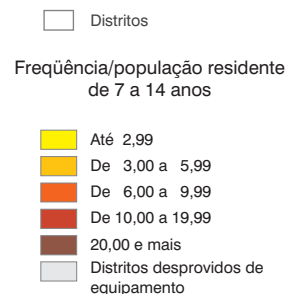 Distritos
Freqüência/população residente
de 7 a 14 anos
Até 2,99
De 3,00 a 5,99
De 6,00 a 9,99
De 10,00 a 19,99
20,00 e mais
Distritos desprovidos de
equipamento